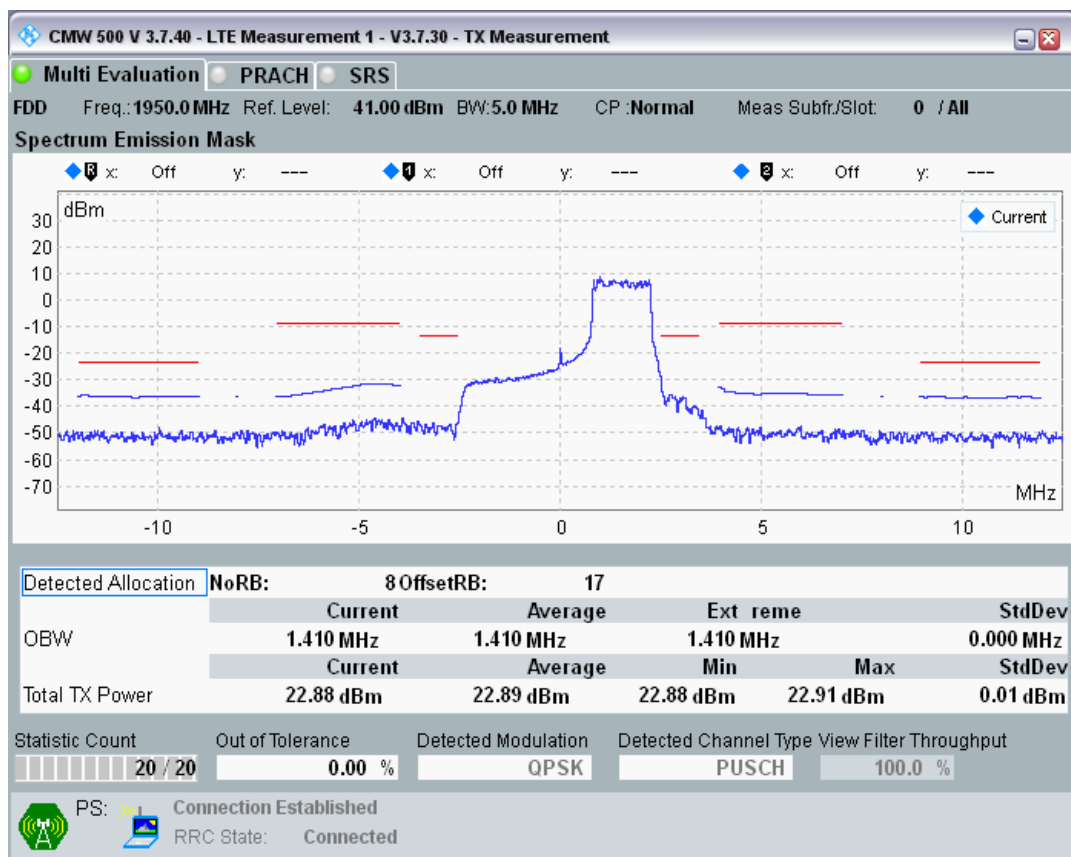 CMW 500 V 3.7.40 - LTE Measurement 1 - V3.7.30 - TX Measurement
Multi Evaluation PRACH SRS
FDD Freq.: 1950.0 MHz Ref. Level: 41.00 dBm BW: 5.0 MHz CP :Normal Meas Subfr./Slot: 0 / All
Spectrum Emission Mask
R x: Off y: --- 1 x: Off y: --- 2 x: Off y: ---
dBm
Current
30
20
10
0
-10
-20
-30
-40
-50
-60
-70
MHz
-10 -5 0 5 10
Detected Allocation NoRB: 8 OffsetRB: 17
Current Average Ext reme StdDev
OBW 1.410 MHz 1.410 MHz 1.410 MHz 0.000 MHz
Current Average Min Max StdDev
Total TX Power 22.88 dBm 22.89 dBm 22.88 dBm 22.91 dBm 0.01 dBm
Statistic Count Out of Tolerance Detected Modulation Detected Channel Type View Filter Throughput
20 / 20 0.00 % QPSK PUSCH 100.0 %
PS: Connection Established
RRC State: Connected